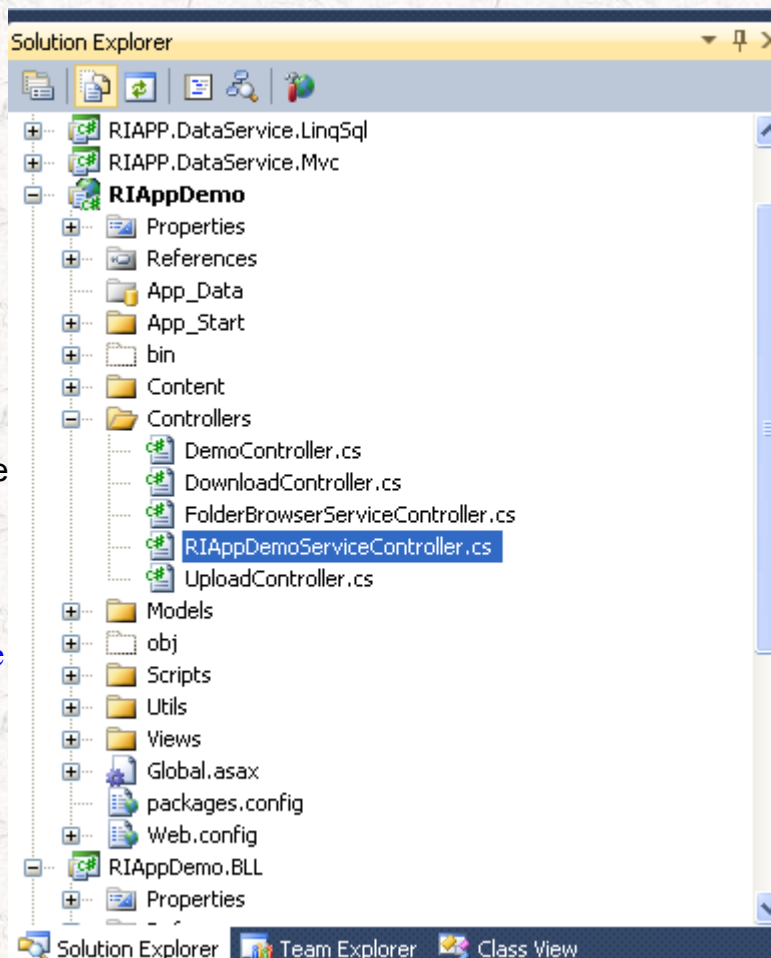 Solution Explorer
RIAPP.DataService.LinqSql
RIAPP.DataService.Mvc
RIAppDemo
Properties
References
App_Data
App_Start
bin
Content
Controllers
DemoController.cs
e
DownloadController.cs
FolderBrowserServiceController.cs
RIAppDemoServiceController.cs
UploadController.cs
Models
obj
e
Scripts
Utils
Views
Global.asax
packages.config
Web.config
RIAppDemo.BLL
Properties
Solution Explorer Team Explorer Class View